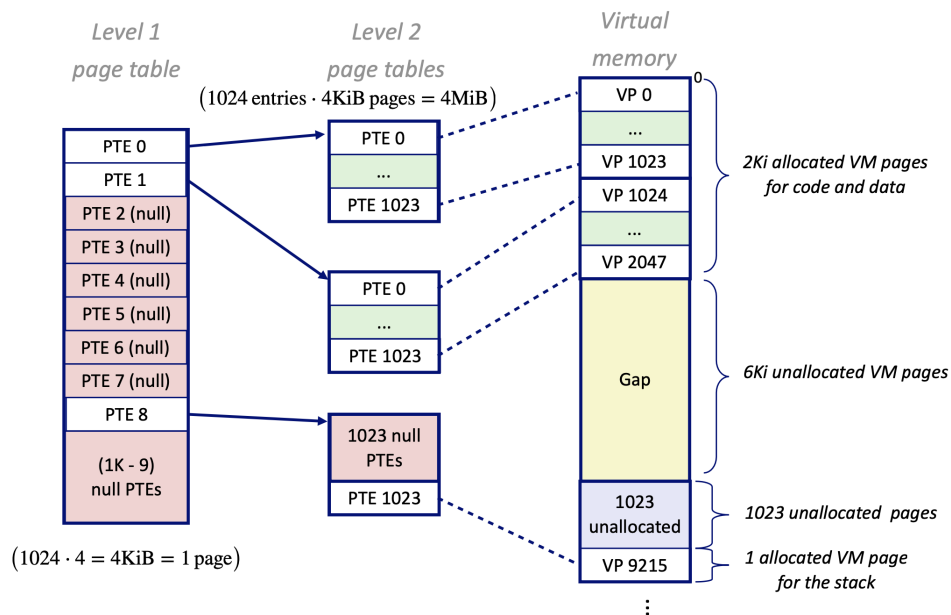 Level 1
page table
Level 2
page tables
Virtual
memory
(1024 entries · 4KiB pages = 4MiB)
PTE 0
PTE 1
PTE 2 (null)
PTE 3 (null)
PTE 4 (null)
PTE 5 (null)
PTE 6 (null)
PTE 7 (null)
PTE 8
(1K - 9)
null PTEs
(1024 · 4 = 4KiB = 1 page)
PTE 0
...
PTE 1023
PTE 0
...
PTE 1023
1023 null
PTEs
PTE 1023
0
VP 0
...
VP 1023
VP 1024
...
VP 2047
Gap
1023
unallocated
VP 9215
⋮
2Ki allocated VM pages
for code and data
6Ki unallocated VM pages
1023 unallocated pages
1 allocated VM page
for the stack